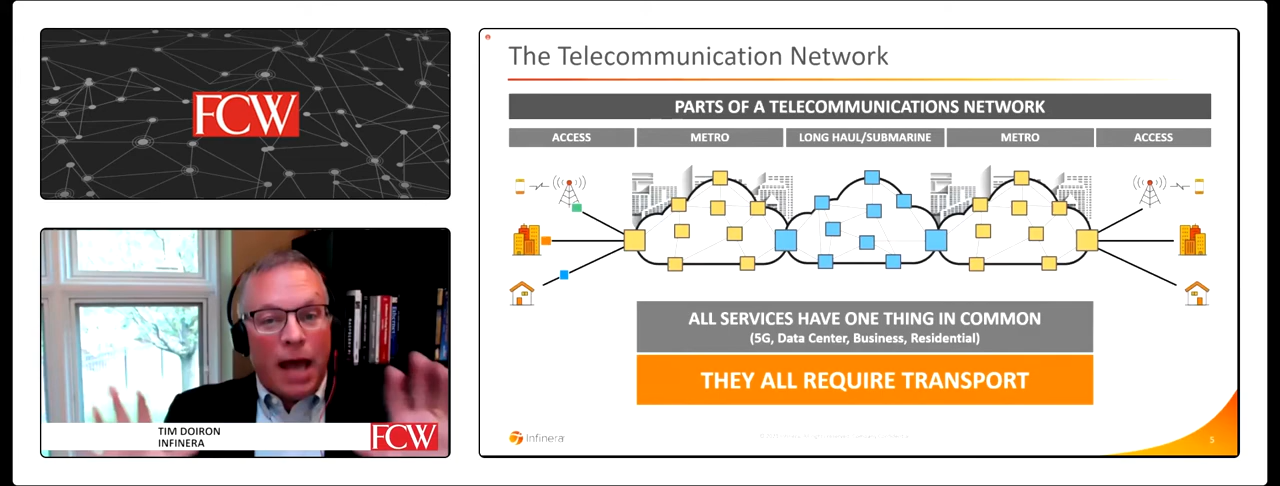 FCW
The Telecommunication Network
PARTS OF A TELECOMMUNICATIONS NETWORK
ACCESS
METRO
LONG HAUL/SUBMARINE
METRO
ACCESS
ALL SERVICES HAVE ONE THING IN COMMON
(5G, Data Center, Business, Residential)
THEY ALL REQUIRE TRANSPORT
Infinera
5
TIM DOIRON
INFINERA
FCW